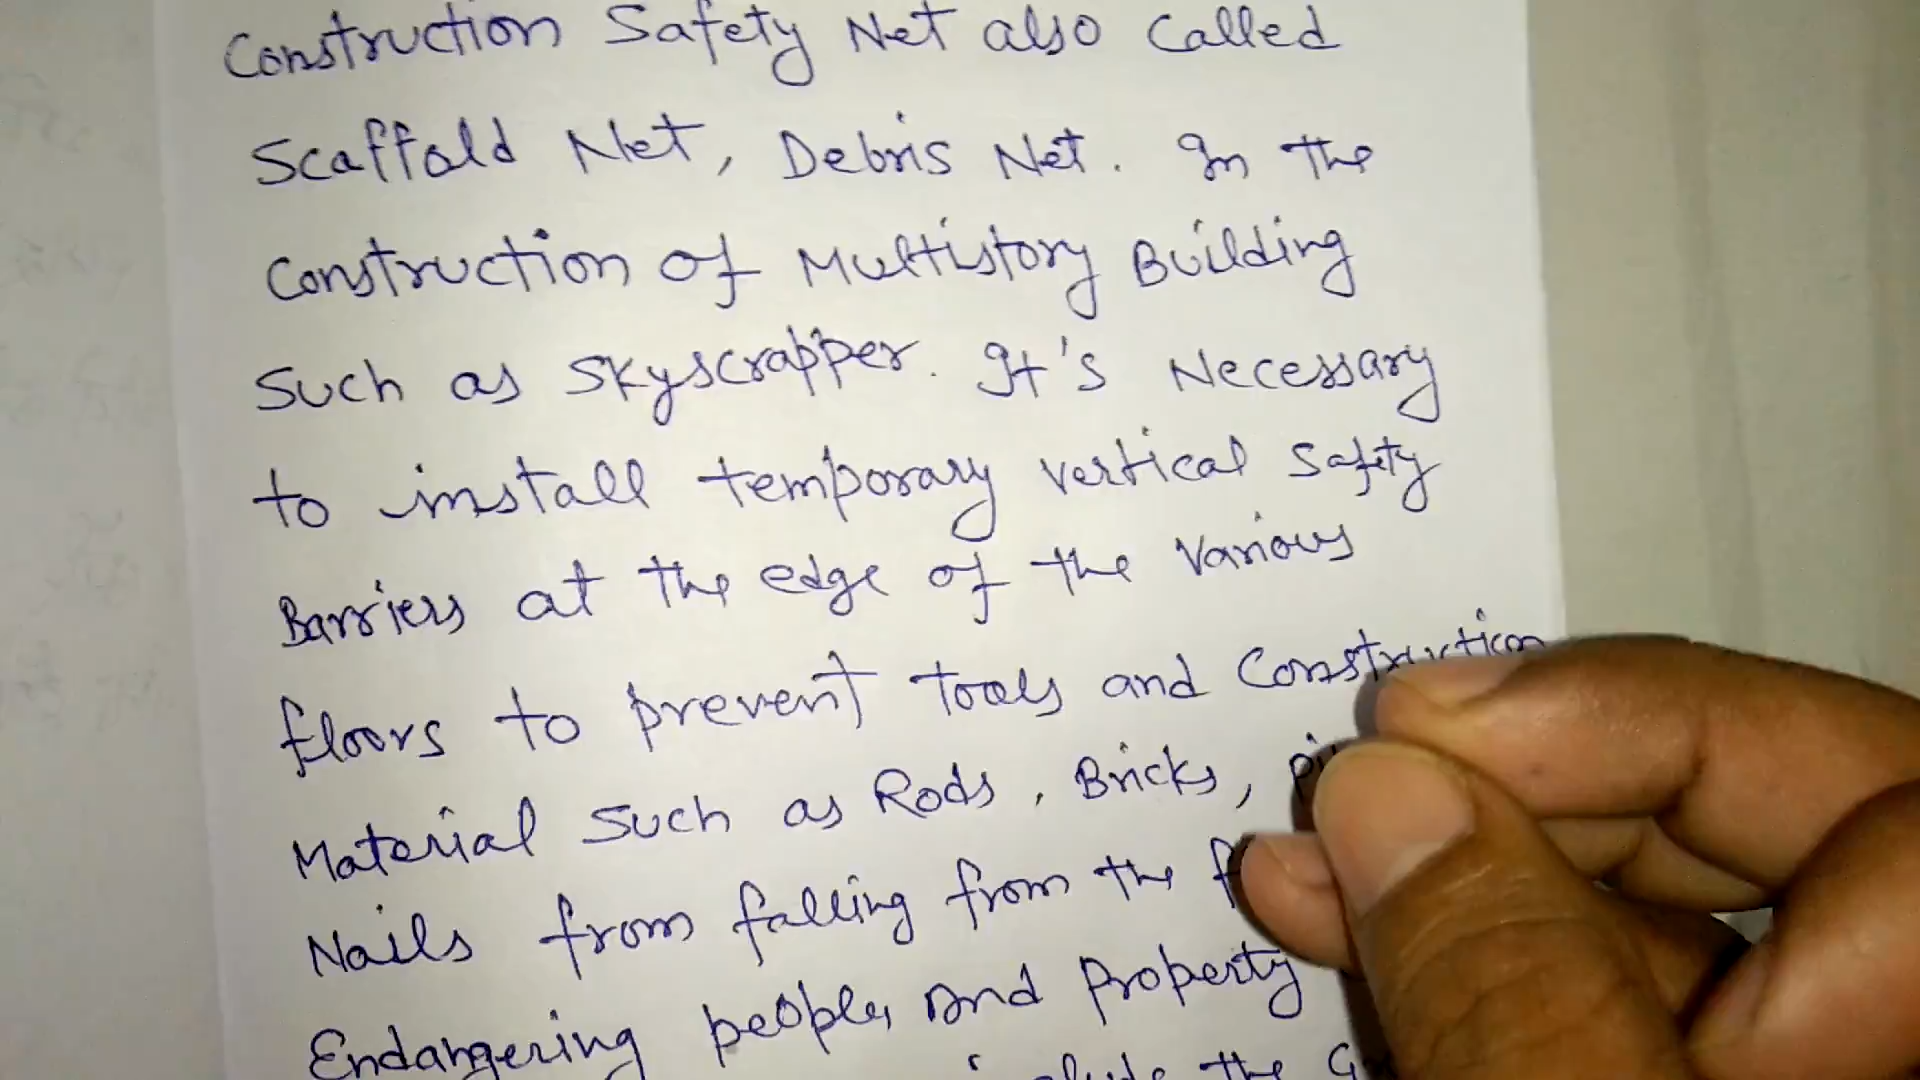 Construction Safety Net also Called
Scaffold Net, Debris Net. In The
Construction of Multistory Building
Such as Skyscrapper. It's Necessary
to install temporary vertical Safety
Barriers at the edge of the Various
floors to prevent tools and Construction
Material Such as Rods, Bricks,
Nails from falling from the
Endangering people, and property
the